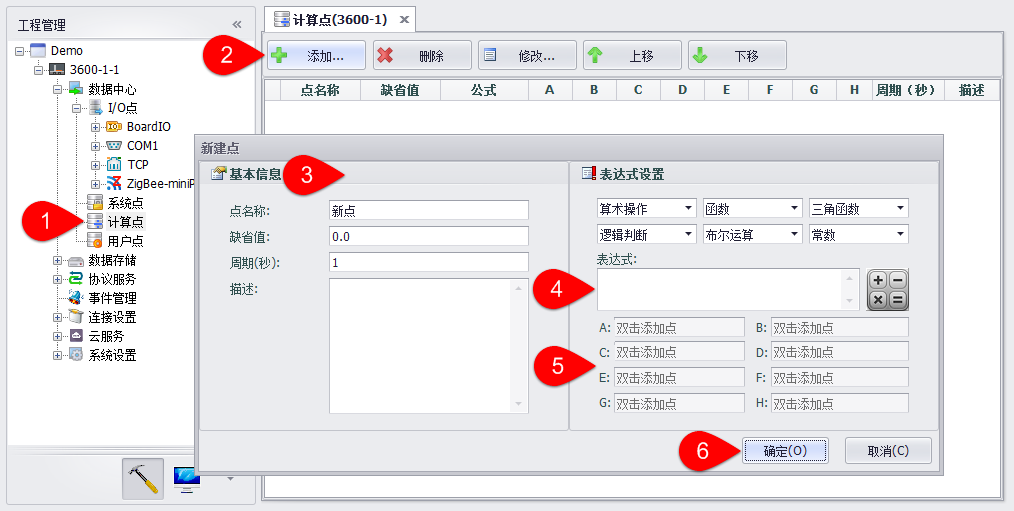 工程管理
Demo
3600-1-1
数据中心
I/O点
BoardIO
COM1
TCP
ZigBee-miniP
系统点
1
计算点
用户点
数据存储
协议服务
事件管理
连接设置
云服务
系统设置
计算点(3600-1)
2
添加... 删除 修改... 上移 下移
点名称 缺省值 公式 A B C D E F G H 周期（秒） 描述
新建点
基本信息
3
点名称: 新点
缺省值: 0.0
周期(秒): 1
描述:
表达式设置
算术操作 函数 三角函数
逻辑判断 布尔运算 常数
表达式:
4
5
A: 双击添加点 B: 双击添加点
C: 双击添加点 D: 双击添加点
E: 双击添加点 F: 双击添加点
G: 双击添加点 H: 双击添加点
6
确定(O) 取消(C)